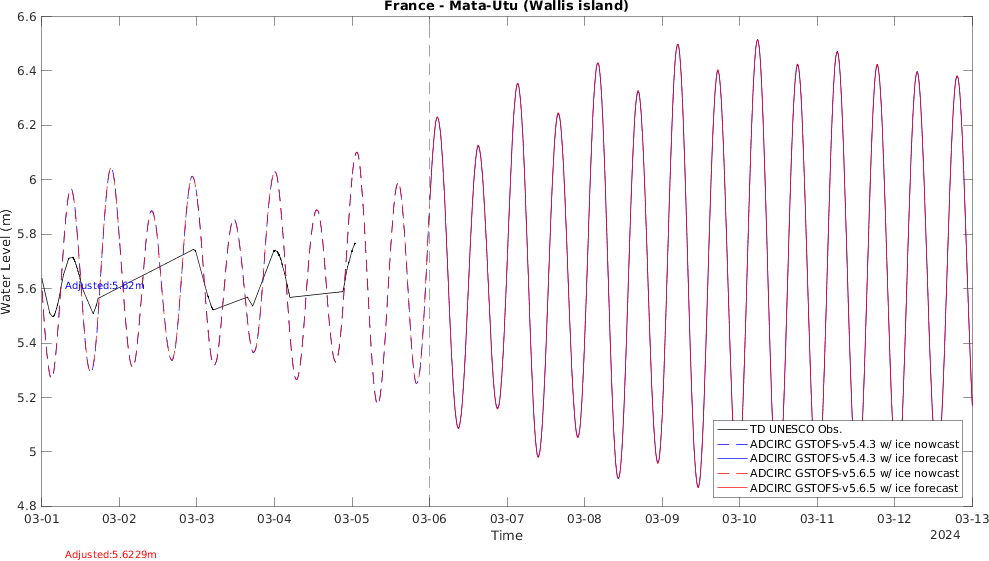 France - Mata-Utu (Wallis island)
6.6
6.4
6.2
6
5.8
5.6
5.4
5.2
5
4.8
Water Level (m)
Adjusted:5.62m
TD UNESCO Obs.
ADCIRC GSTOFS-v5.4.3 w/ ice nowcast
ADCIRC GSTOFS-v5.4.3 w/ ice forecast
ADCIRC GSTOFS-v5.6.5 w/ ice nowcast
ADCIRC GSTOFS-v5.6.5 w/ ice forecast
03-01 03-02 03-03 03-04 03-05 03-06 03-07 03-08 03-09 03-10 03-11 03-12 03-13
Time
2024
Adjusted:5.6229m